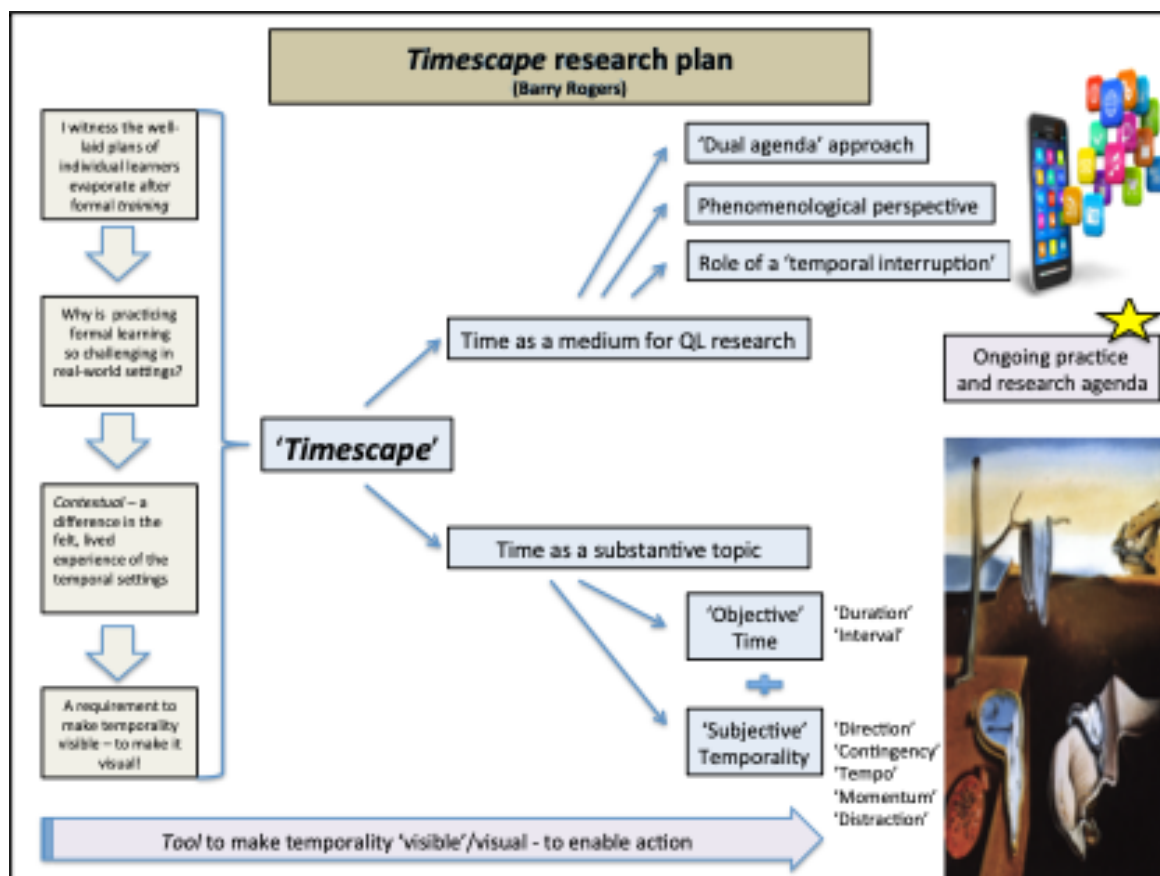 Timescape research plan
(Barry Rogers)
I witness the well-
laid plans of
individual learners
evaporate after
formal training
Why is practicing
formal learning
so challenging in
real-world settings?
Contextual – a
difference in the
felt, lived
experience of the
temporal settings
A requirement to
make temporality
visible – to make it
visual!
'Timescape'
Time as a medium for QL research
'Dual agenda' approach
Phenomenological perspective
Role of a 'temporal interruption'
Time as a substantive topic
'Objective'
Time
'Duration'
'Interval'
'Subjective'
Temporality
'Direction'
'Contingency'
'Tempo'
'Momentum'
'Distraction'
Ongoing practice
and research agenda
Tool to make temporality 'visible'/visual - to enable action